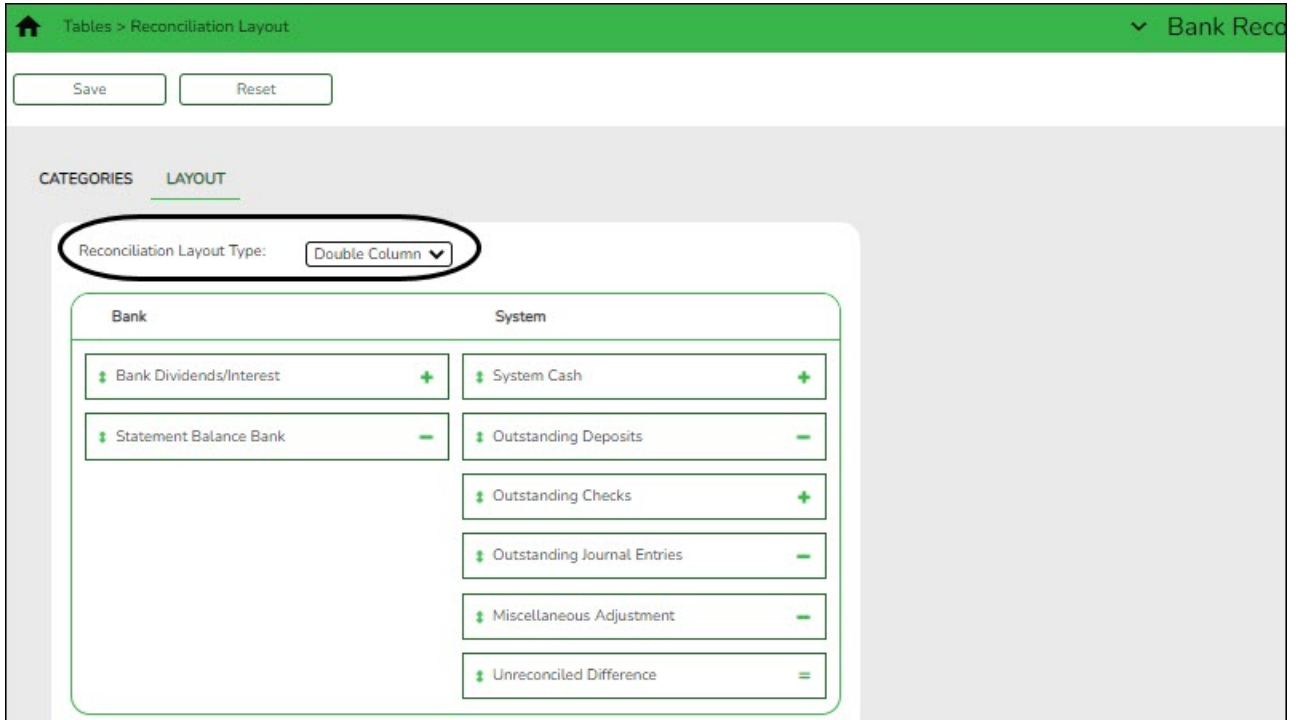 Tables > Reconciliation Layout
Bank Reco
Save Reset
CATEGORIES LAYOUT
Reconciliation Layout Type: Double Column
Bank System
Bank Dividends/Interest + System Cash +
Statement Balance Bank − Outstanding Deposits −
Outstanding Checks +
Outstanding Journal Entries −
Miscellaneous Adjustment −
Unreconciled Difference =